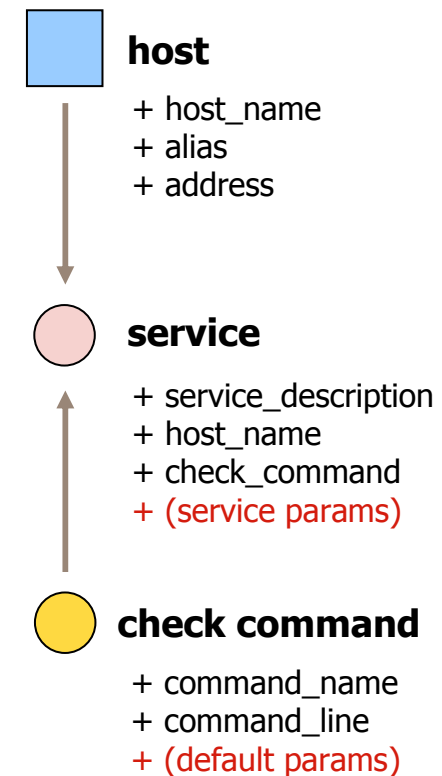 host
+ host_name
+ alias
+ address
service
+ service_description
+ host_name
+ check_command
+ (service params)
check command
+ command_name
+ command_line
+ (default params)